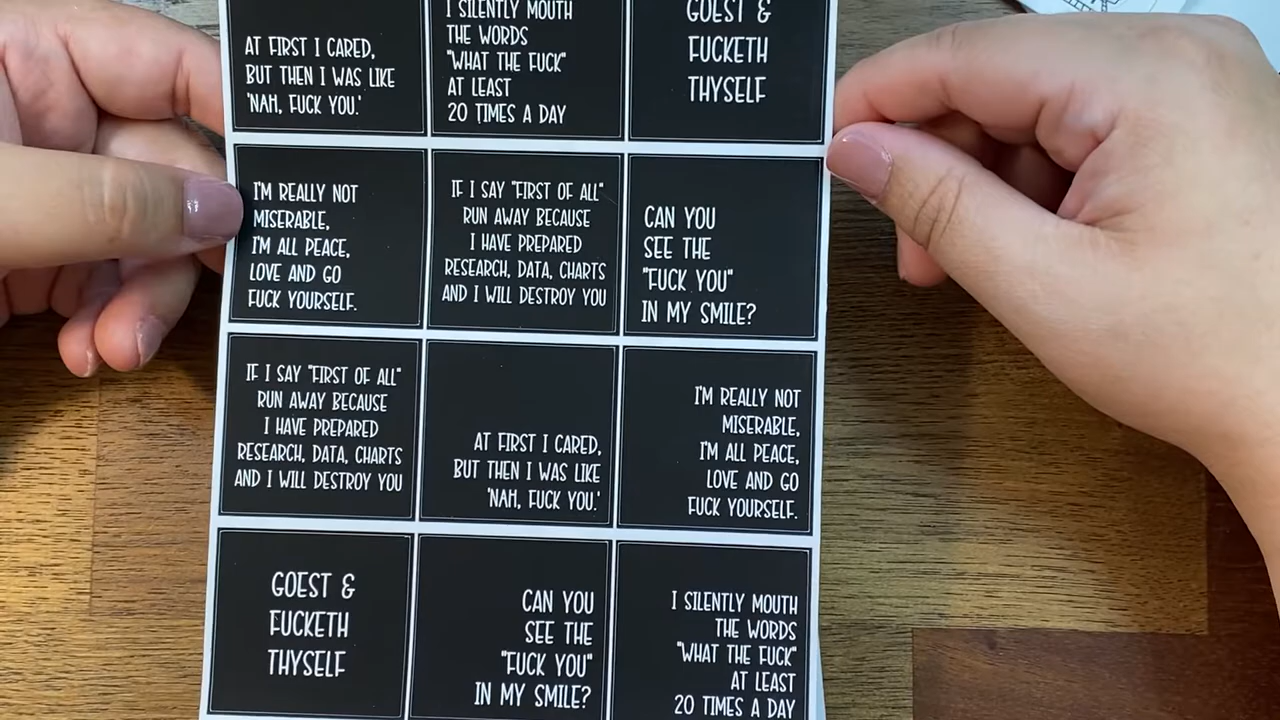 AT FIRST I CARED,
BUT THEN I WAS LIKE
'NAH, FUCK YOU.'
I SILENTLY MOUTH
THE WORDS
"WHAT THE FUCK"
AT LEAST
20 TIMES A DAY
GOEST &
FUCKETH
THYSELF
I'M REALLY NOT
MISERABLE,
I'M ALL PEACE,
LOVE AND GO
FUCK YOURSELF.
IF I SAY "FIRST OF ALL"
RUN AWAY BECAUSE
I HAVE PREPARED
RESEARCH, DATA, CHARTS
AND I WILL DESTROY YOU
CAN YOU
SEE THE
"FUCK YOU"
IN MY SMILE?
IF I SAY "FIRST OF ALL"
RUN AWAY BECAUSE
I HAVE PREPARED
RESEARCH, DATA, CHARTS
AND I WILL DESTROY YOU
AT FIRST I CARED,
BUT THEN I WAS LIKE
'NAH, FUCK YOU.'
I'M REALLY NOT
MISERABLE,
I'M ALL PEACE,
LOVE AND GO
FUCK YOURSELF.
GOEST &
FUCKETH
THYSELF
CAN YOU
SEE THE
"FUCK YOU"
IN MY SMILE?
I SILENTLY MOUTH
THE WORDS
"WHAT THE FUCK"
AT LEAST
20 TIMES A DAY